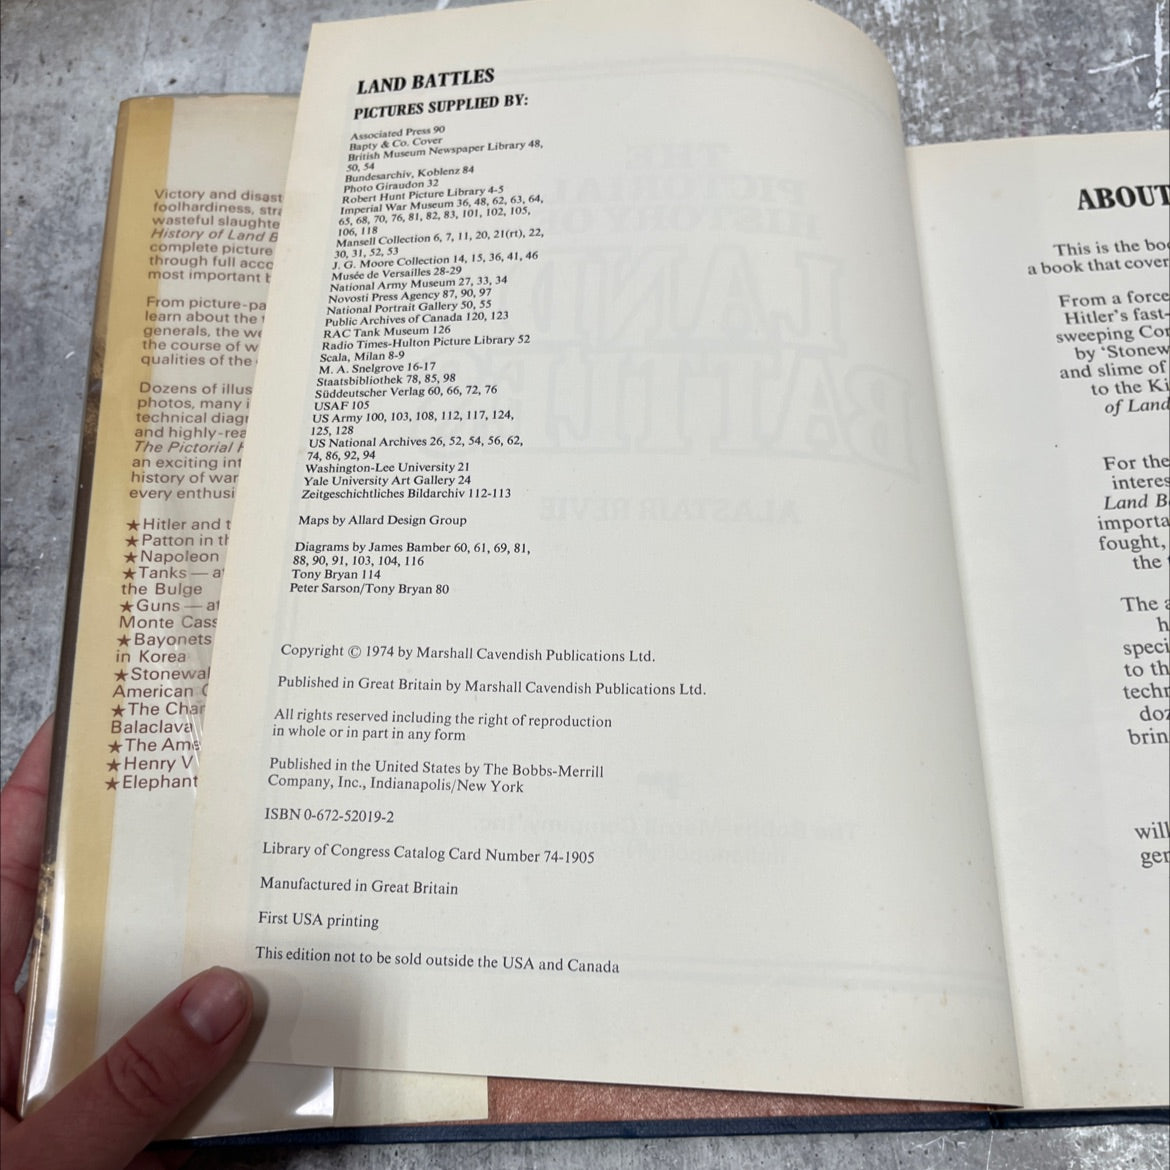 LAND BATTLES
PICTURES SUPPLIED BY:
Associated Press 90
Bapty & Co. Cover
British Museum Newspaper Library 48,
50, 54
Bundesarchiv, Koblenz 84
Photo Giraudon 32
Robert Hunt Picture Library 4-5
Imperial War Museum 36, 48, 62, 63, 64,
65, 68, 70, 76, 81, 82, 83, 101, 102, 105,
106, 118
Mansell Collection 6, 7, 11, 20, 21(rt), 22,
30, 31, 52, 53
J. G. Moore Collection 14, 15, 36, 41, 46
Musée de Versailles 28-29
National Army Museum 27, 33, 34
Novosti Press Agency 87, 90, 97
National Portrait Gallery 50, 55
Public Archives of Canada 120, 123
RAC Tank Museum 126
Radio Times-Hulton Picture Library 52
Scala, Milan 8-9
M. A. Snelgrove 16-17
Staatsbibliothek 78, 85, 98
Süddeutscher Verlag 60, 66, 72, 76
USAF 105
US Army 100, 103, 108, 112, 117, 124,
125, 128
US National Archives 26, 52, 54, 56, 62,
74, 86, 92, 94
Washington-Lee University 21
Yale University Art Gallery 24
Zeitgeschichtliches Bildarchiv 112-113
Maps by Allard Design Group
Diagrams by James Bamber 60, 61, 69, 81,
88, 90, 91, 103, 104, 116
Tony Bryan 114
Peter Sarson/Tony Bryan 80
Copyright © 1974 by Marshall Cavendish Publications Ltd.
Published in Great Britain by Marshall Cavendish Publications Ltd.
All rights reserved including the right of reproduction
in whole or in part in any form
Published in the United States by The Bobbs-Merrill
Company, Inc., Indianapolis/New York
ISBN 0-672-52019-2
Library of Congress Catalog Card Number 74-1905
Manufactured in Great Britain
First USA printing
This edition not to be sold outside the USA and Canada
Victory and disast
foolhardiness, stra
wasteful slaughte
History of Land B
complete picture
through full acco
most important b
From picture-pa
learn about the
generals, the we
the course of w
qualities of the
Dozens of illus
photos, many i
technical diagr
and highly-rea
The Pictorial H
an exciting int
history of war
every enthusi
★Hitler and t
★Patton in th
★Napoleon
★Tanks — a
the Bulge
★Guns — at
Monte Cass
★Bayonets
in Korea
★Stonewal
American C
★The Char
Balaclava
★The Ame
★Henry V
★Elephant
ABOUT
This is the boo
a book that cover
From a force
Hitler's fast-
sweeping Cor
by 'Stonew
and slime of
to the Ki
of Land
For the
interes
Land B
importa
fought,
the
The a
h
speci
to th
techn
doz
brin
will
ger